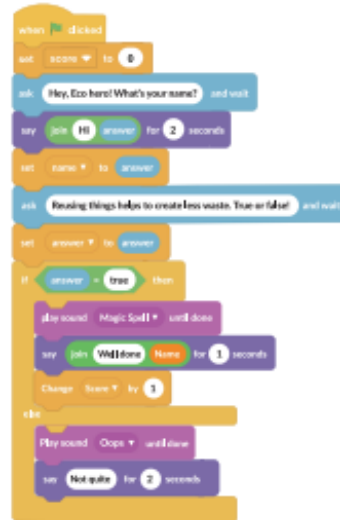 when clicked
set score to 0
ask Hey, Eco hero! What's your name? and wait
say join Hi answer for 2 seconds
set name to answer
ask Reusing things helps to create less waste. True or false? and wait
set answer to answer
if answer = true then
play sound Magic Spell until done
say join Well done Name for 1 seconds
Change Score by 1
else
Play sound Oops until done
say Not quite for 2 seconds